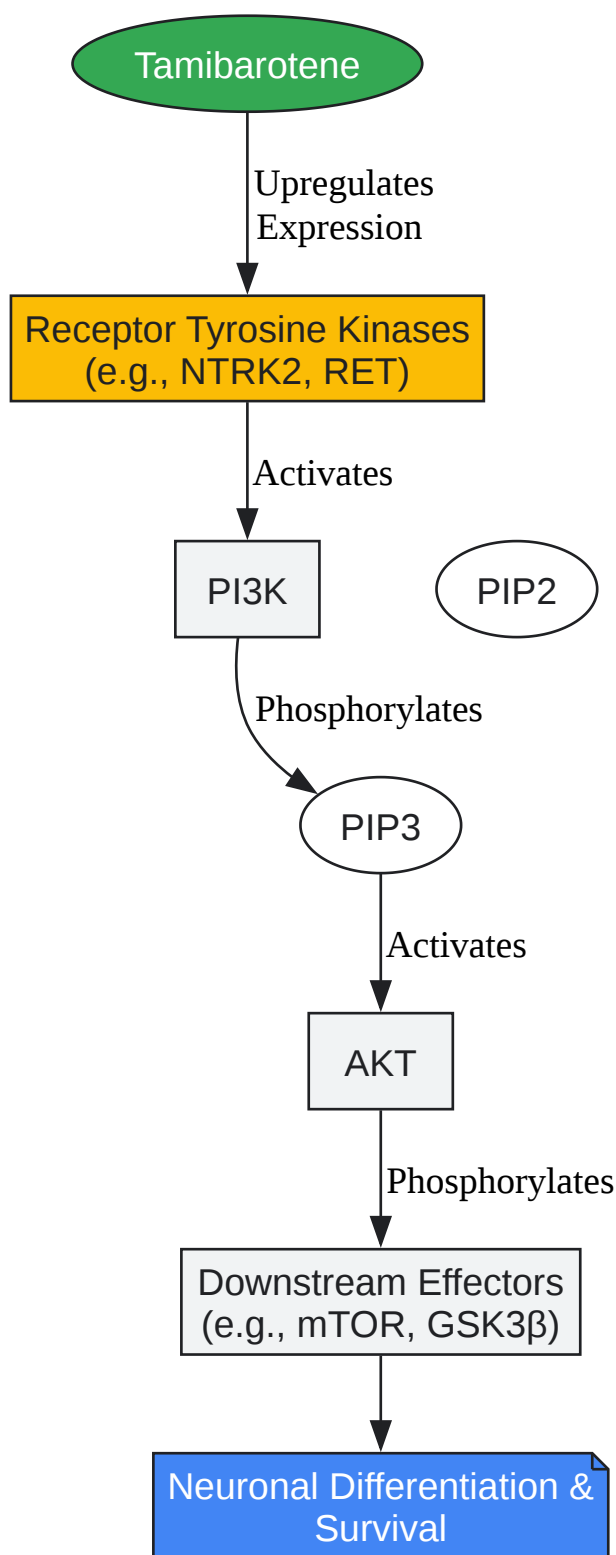 Tamibarotene
Upregulates
Expression
Receptor Tyrosine Kinases
(e.g., NTRK2, RET)
Activates
PI3K
PIP2
Phosphorylates
PIP3
Activates
AKT
Phosphorylates
Downstream Effectors
(e.g., mTOR, GSK3β)
Neuronal Differentiation &
Survival